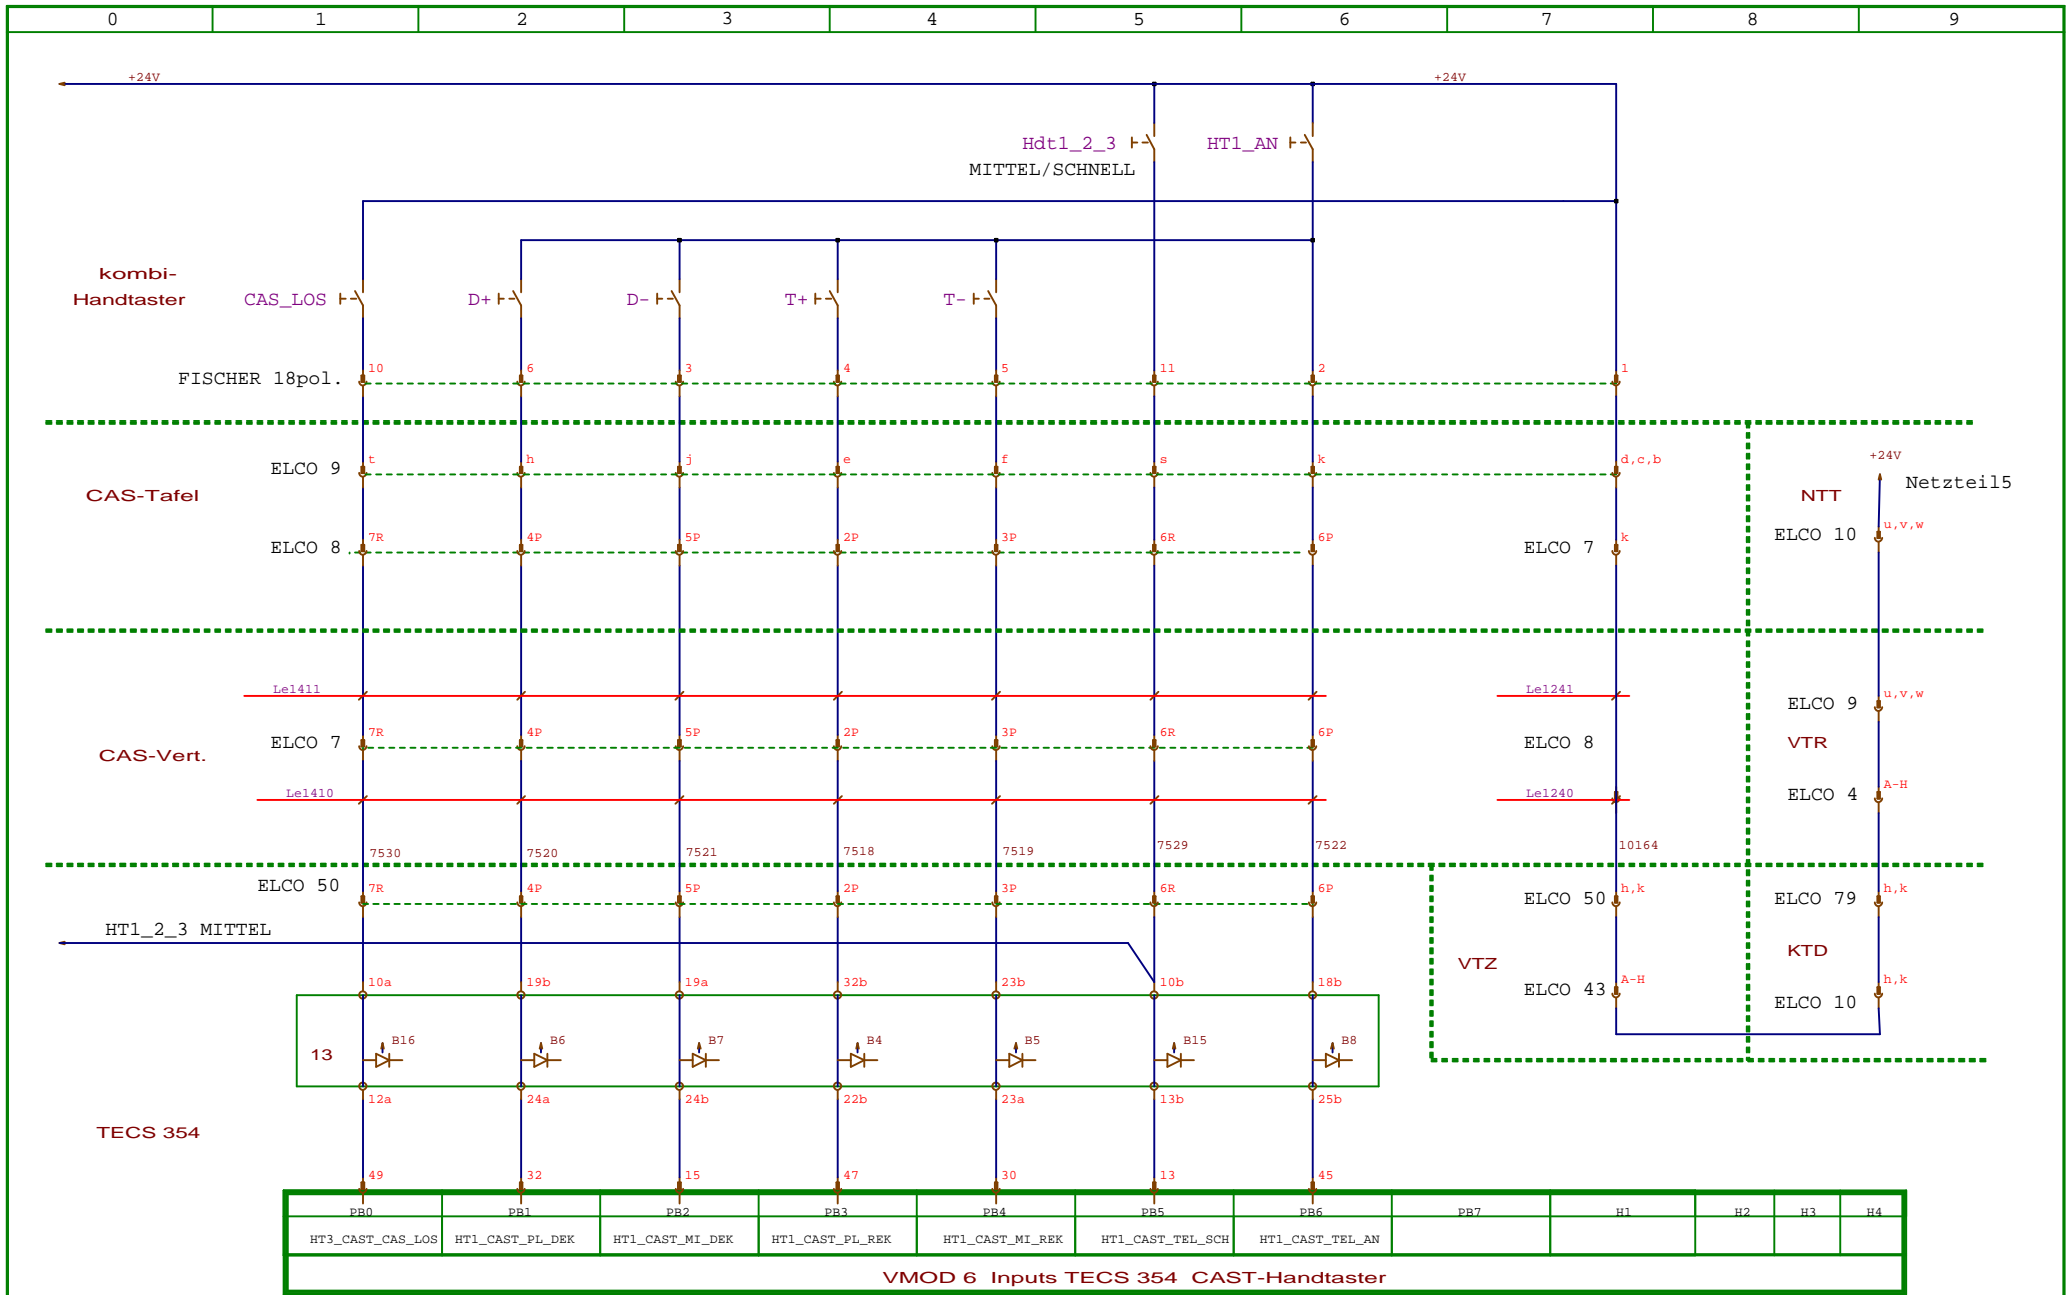 0 1 2 3 4 5 6 7 8 9
+24V +24V
Hdt1_2_3 HT1_AN
MITTEL/SCHNELL
kombi-
Handtaster CAS_LOS D+ D- T+ T-
10 6 3 4 5 11 2 1
FISCHER 18pol.
ELCO 9 t h j e f s k d,c,b +24V
CAS-Tafel NTT Netzteil5
ELCO 8 7R 4P 5P 2P 3P 6R 6P ELCO 7 k ELCO 10 u,v,w
Le1411 Le1241
ELCO 9 u,v,w
ELCO 7 7R 4P 5P 2P 3P 6R 6P ELCO 8 VTR
CAS-Vert.
Le1410 Le1240 ELCO 4 A-H
7530 7520 7521 7518 7519 7529 7522 10164
ELCO 50 7R 4P 5P 2P 3P 6R 6P ELCO 50 h,k ELCO 79 h,k
HT1_2_3 MITTEL
VTZ KTD
10a 19b 19a 32b 23b 10b 18b ELCO 43 A-H ELCO 10 h,k
13 B16 B6 B7 B4 B5 B15 B8
12a 24a 24b 22b 23a 13b 25b
TECS 354
49 32 15 47 30 13 45
PB0 PB1 PB2 PB3 PB4 PB5 PB6 PB7 H1 H2 H3 H4
HT3_CAST_CAS_LOS HT1_CAST_PL_DEK HT1_CAST_MI_DEK HT1_CAST_PL_REK HT1_CAST_MI_REK HT1_CAST_TEL_SCH HT1_CAST_TEL_AN
VMOD 6 Inputs TECS 354 CAST-Handtaster